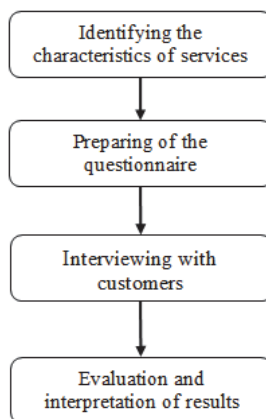 Identifying the
characteristics of services
Preparing of the
questionnaire
Interviewing with
customers
Evaluation and
interpretation of results